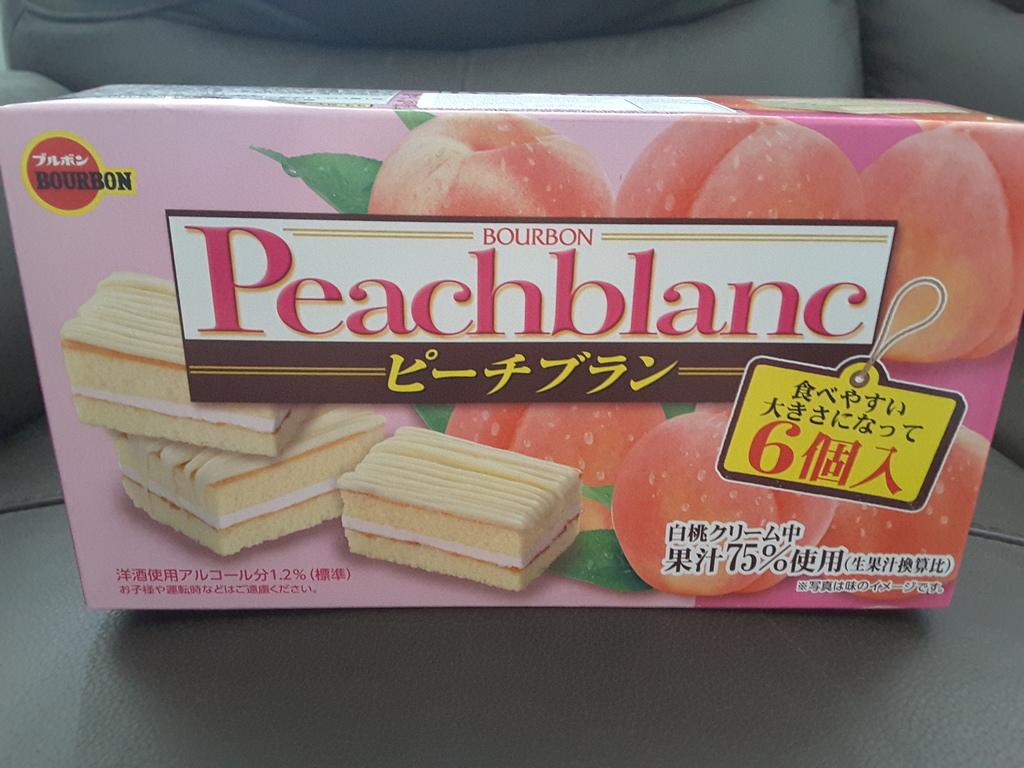 ブルボン
BOURBON
BOURBON
Peachblanc
ピーチブラン
食べやすい
大きさになって
6個入
白桃クリーム中
果汁75%使用(生果汁換算比)
※写真は味のイメージです。
洋酒使用アルコール分1.2%(標準)
お子様や運転時などはご遠慮ください。